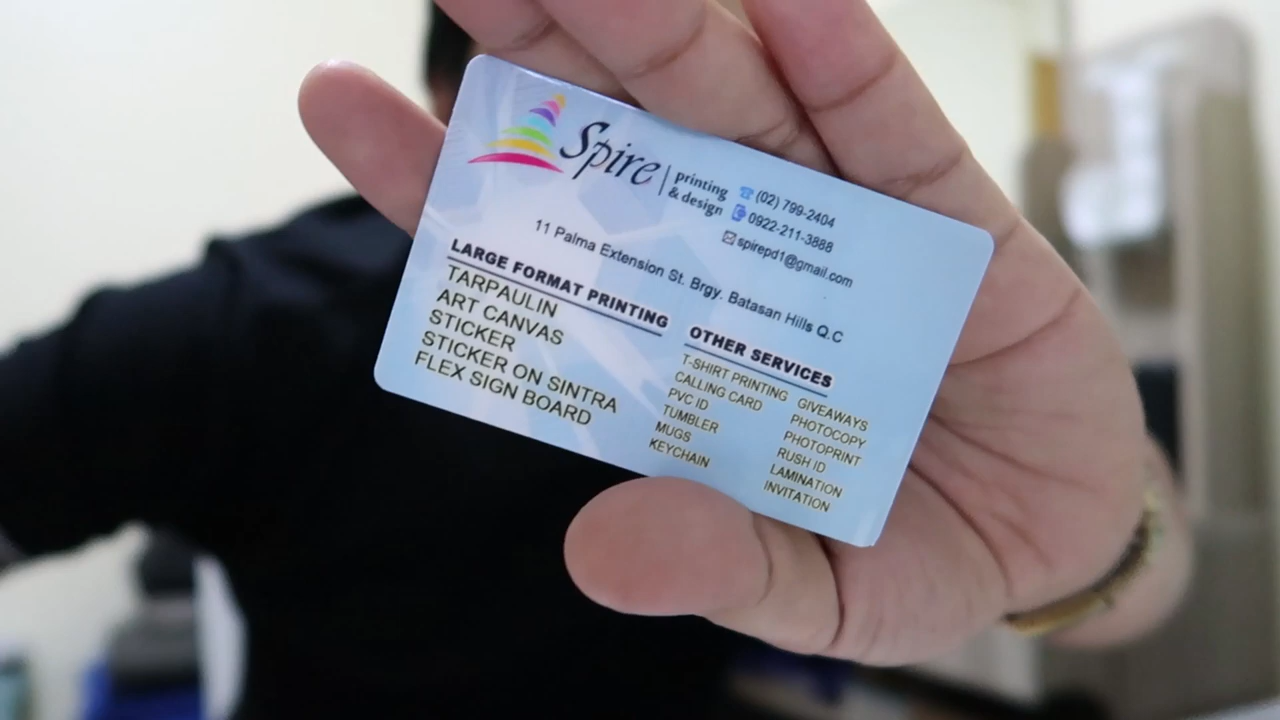 Spire
printing
& design
(02) 799-2404
0922-211-3888
spirepd1@gmail.com
11 Palma Extension St. Brgy. Batasan Hills Q.C
LARGE FORMAT PRINTING
TARPAULIN
ART CANVAS
STICKER
STICKER ON SINTRA
FLEX SIGN BOARD
OTHER SERVICES
T-SHIRT PRINTING
CALLING CARD
PVC ID
TUMBLER
MUGS
KEYCHAIN
GIVEAWAYS
PHOTOCOPY
PHOTOPRINT
RUSH ID
LAMINATION
INVITATION